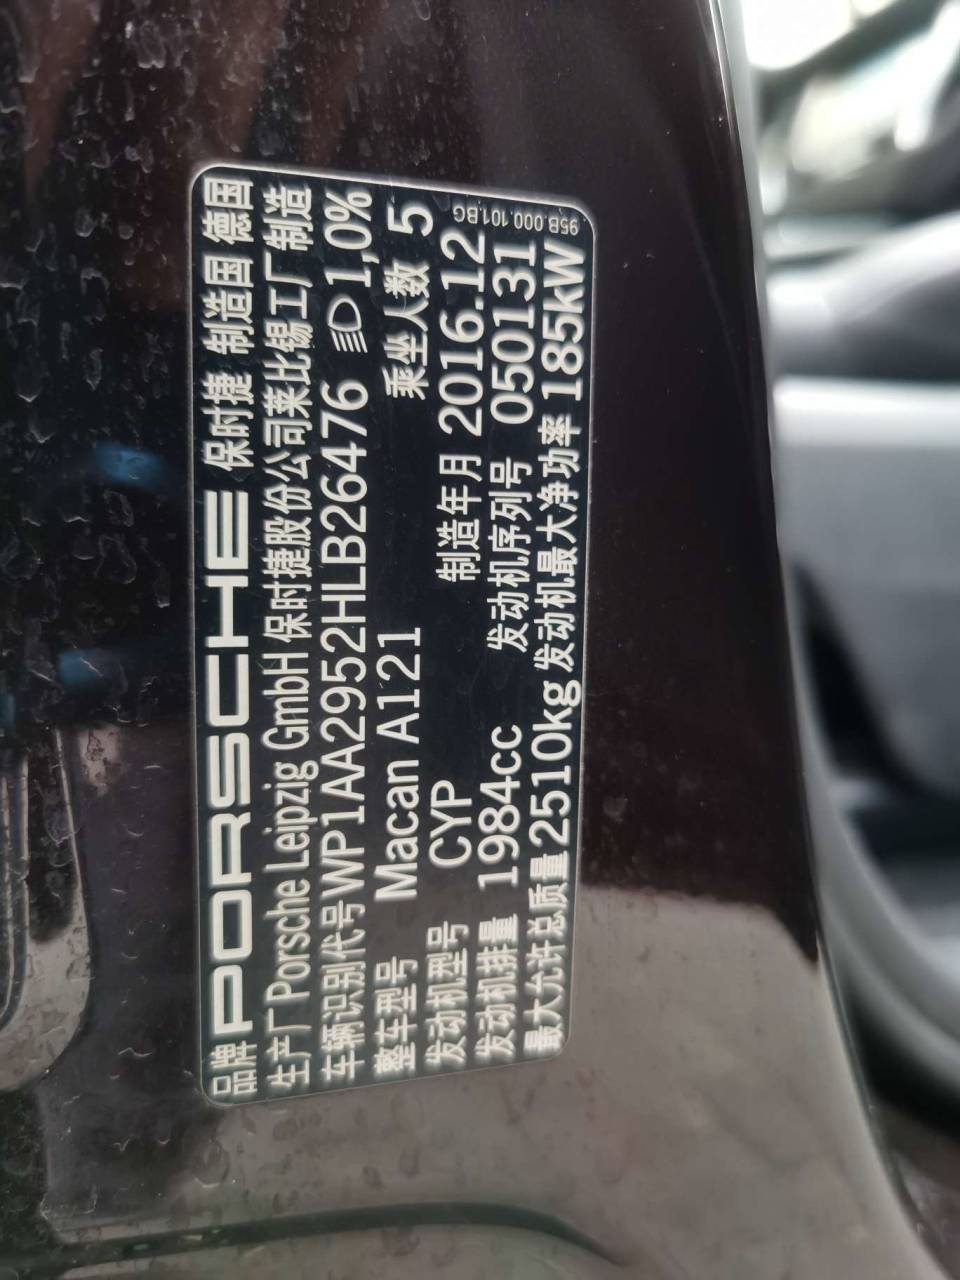 品牌 PORSCHE 保时捷 制造国 德国
生产厂 Porsche Leipzig GmbH 保时捷股份公司莱比锡工厂制造
车辆识别代号 WP1AA2952HLB26476 1,0%
整车型号 Macan A121 乘坐人数 5
发动机型号 CYP 制造年月 2016.12
发动机排量 1984cc 发动机序列号 050131
最大允许总质量 2510kg 发动机最大净功率 185kW
95B.000.101.BG